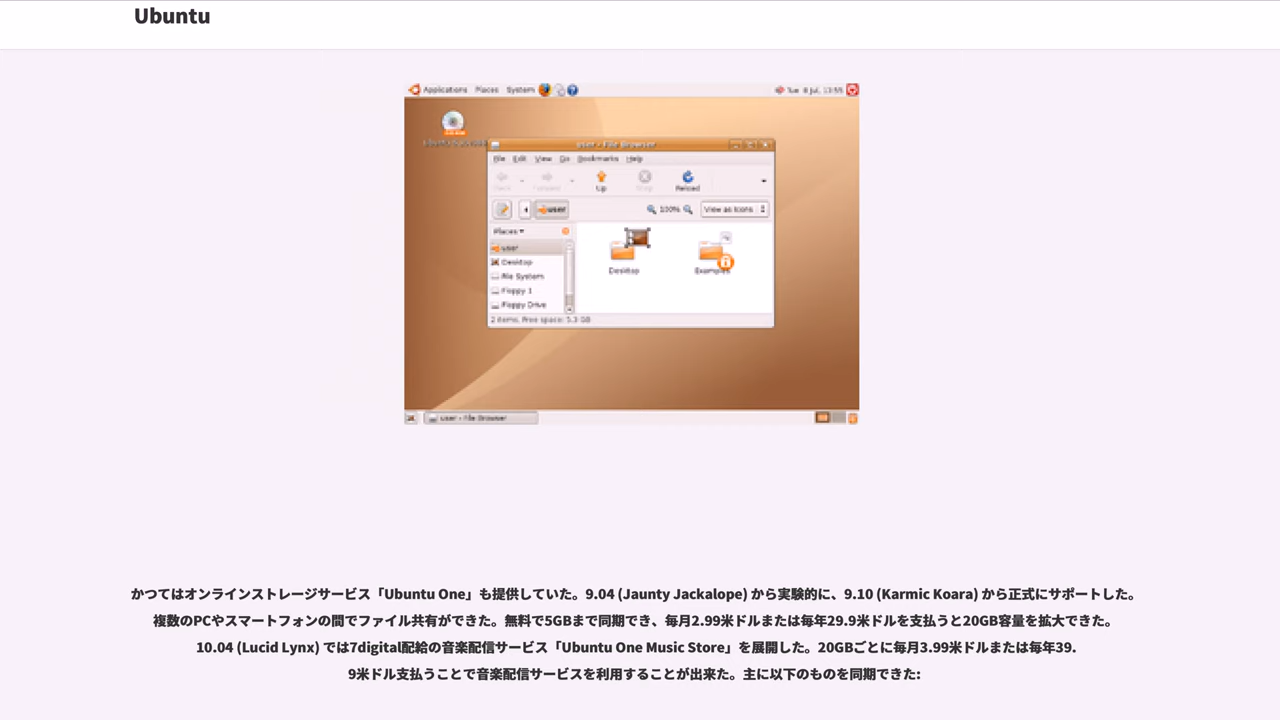 Ubuntu
Applications Places System Tue 8 Jul, 13:55
user - File Browser
File Edit View Go Bookmarks Help
Up Stop Reload
user 100% View as Icons
Places
user
Desktop
File System
Floppy 1
Floppy Drive
Desktop Examples
2 items, Free space: 5.3 GB
user - File Browser
かつてはオンラインストレージサービス「Ubuntu One」も提供していた。9.04 (Jaunty Jackalope) から実験的に、9.10 (Karmic Koara) から正式にサポートした。
複数のPCやスマートフォンの間でファイル共有ができた。無料で5GBまで同期でき、毎月2.99米ドルまたは毎年29.9米ドルを支払うと20GB容量を拡大できた。
10.04 (Lucid Lynx) では7digital配給の音楽配信サービス「Ubuntu One Music Store」を展開した。20GBごとに毎月3.99米ドルまたは毎年39.
9米ドル支払うことで音楽配信サービスを利用することが出来た。主に以下のものを同期できた: